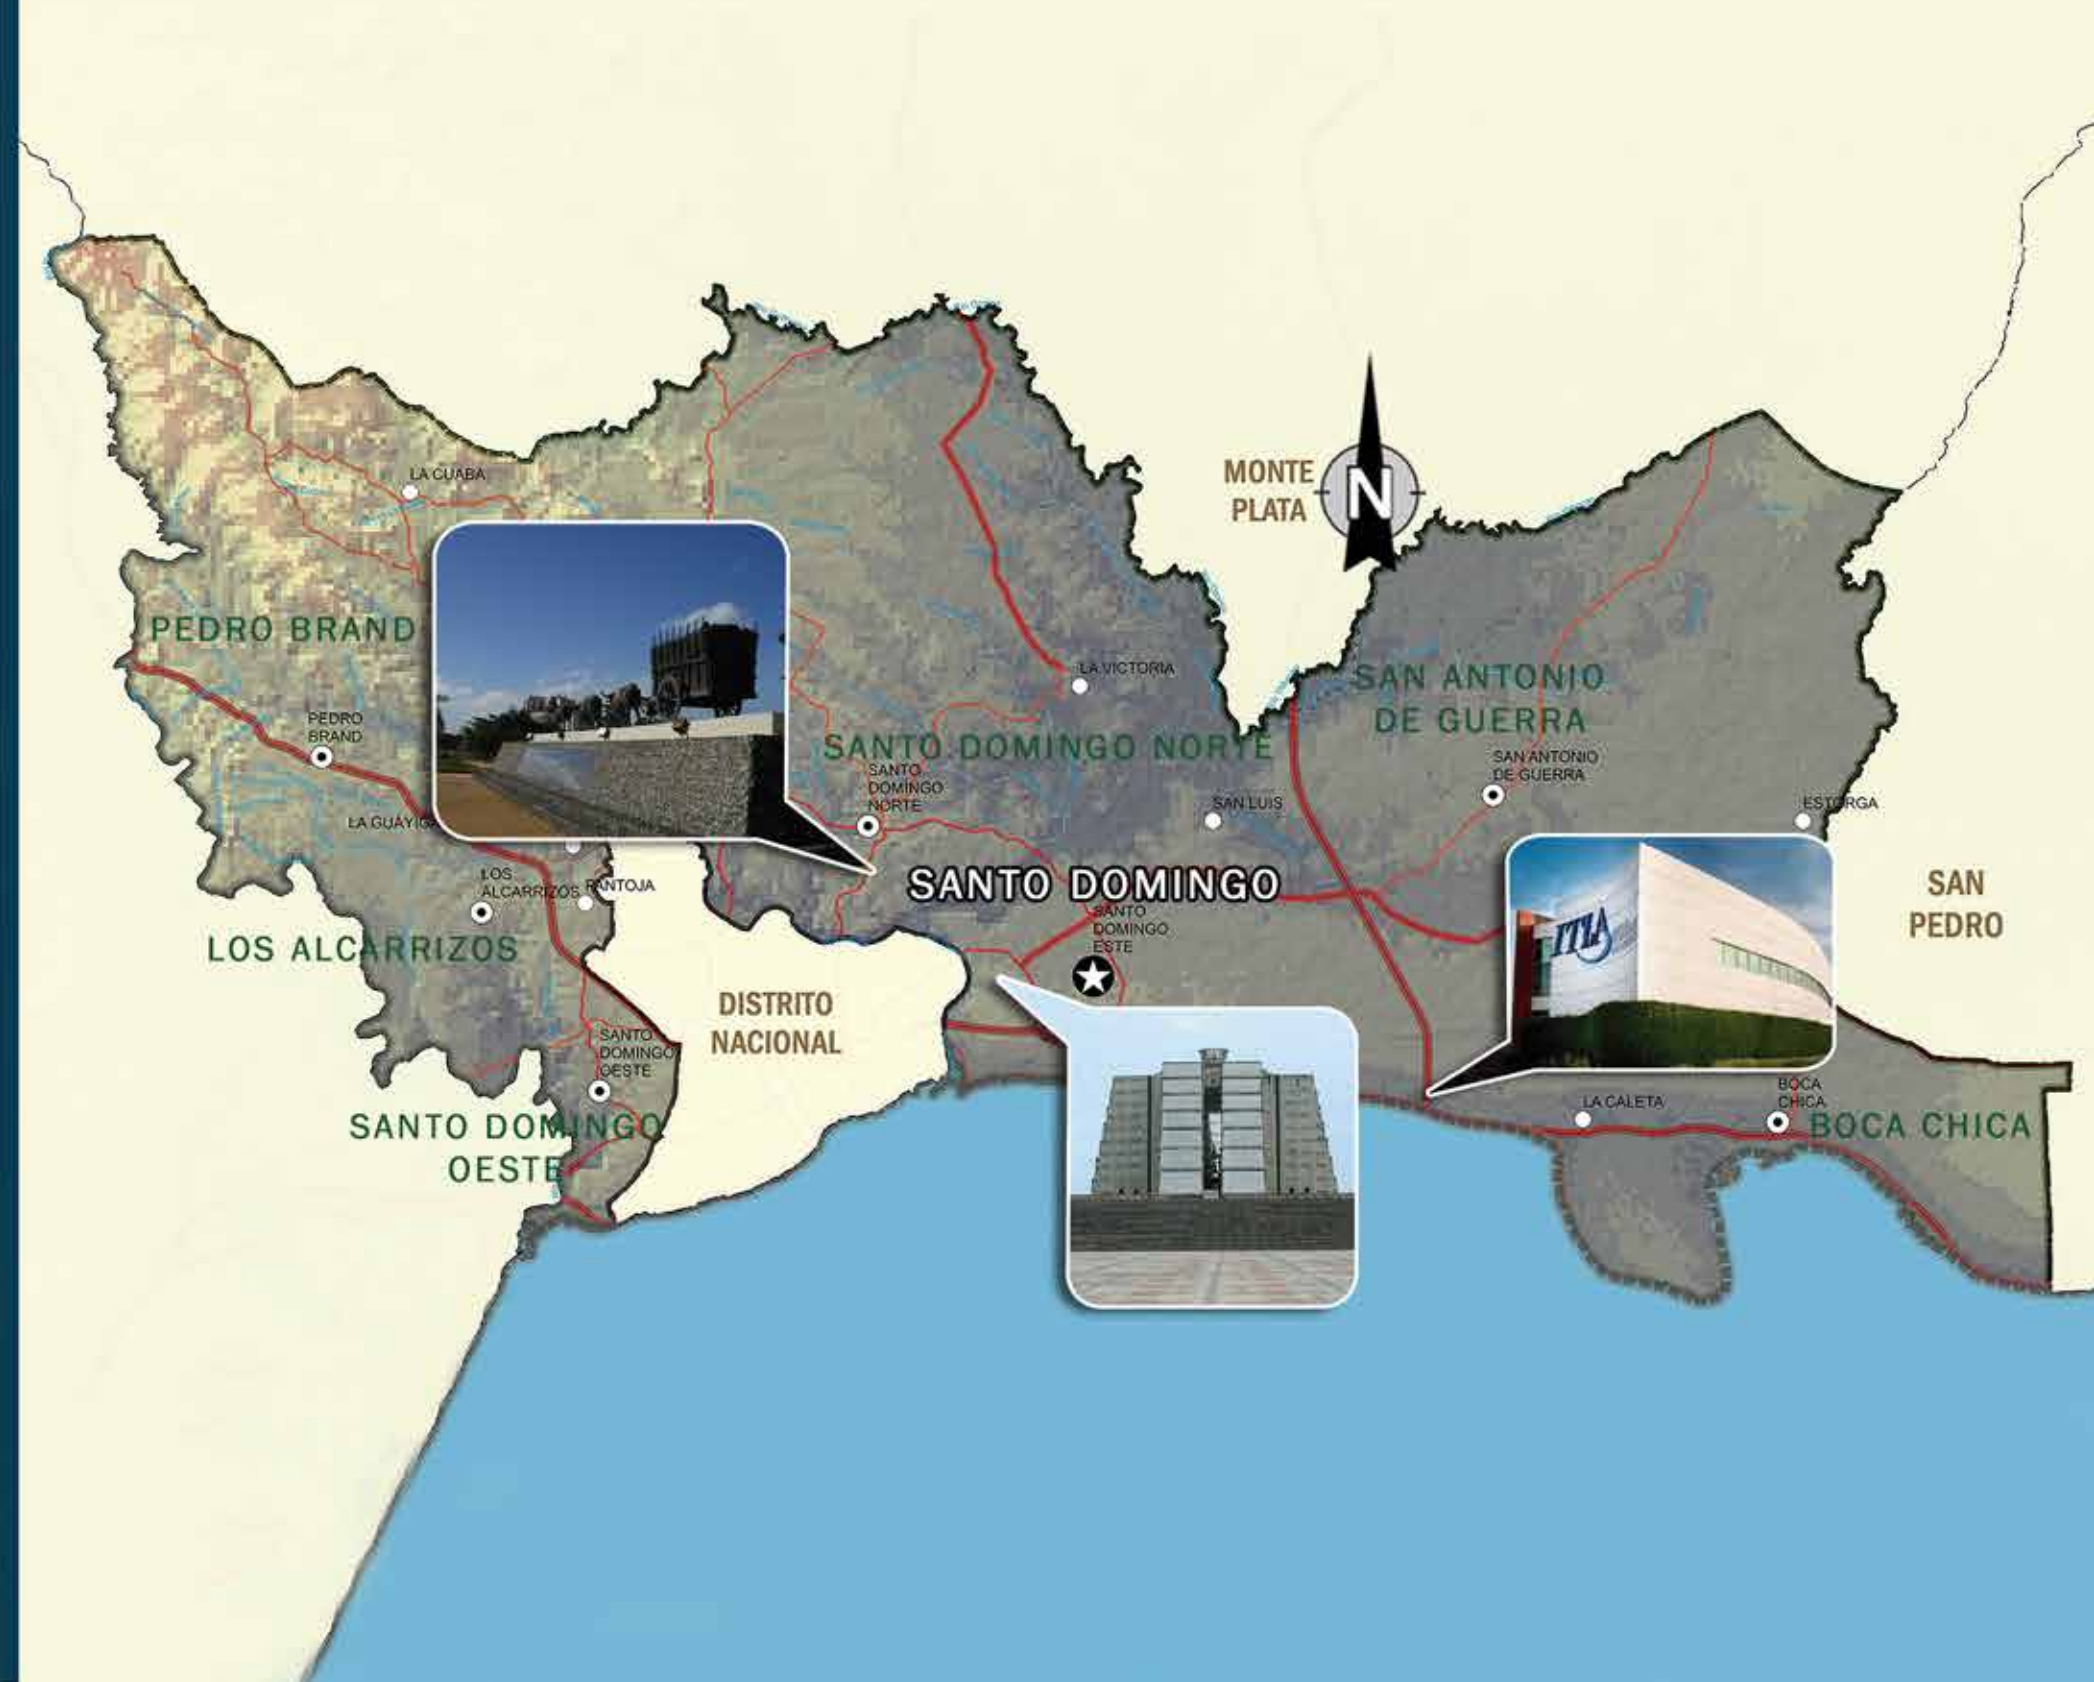 LA CUABA
MONTE
PLATA
N
PEDRO BRAND
PEDRO
BRAND
LA VICTORIA
SAN ANTONIO
DE GUERRA
SANTO DOMINGO NORTE
SANTO
DOMINGO
NORTE
SAN ANTONIO
DE GUERRA
SAN LUIS
ESTORGA
LOS
ALCARRIZOS
PANTOJA
SANTO DOMINGO
SANTO
DOMINGO
ESTE
ITLA
SAN
PEDRO
LOS ALCARRIZOS
DISTRITO
NACIONAL
SANTO
DOMINGO
OESTE
SANTO DOMINGO
OESTE
LA CALETA
BOCA
CHICA
BOCA CHICA